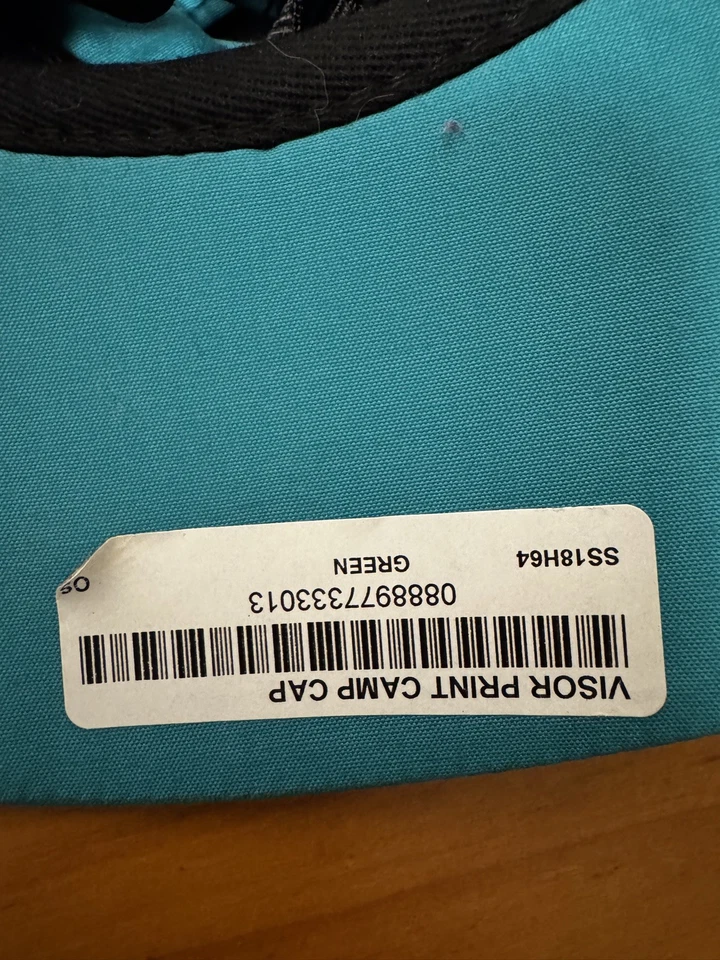 VISOR PRINT CAMP CAP
0888977333013
SS18H64 GREEN Os